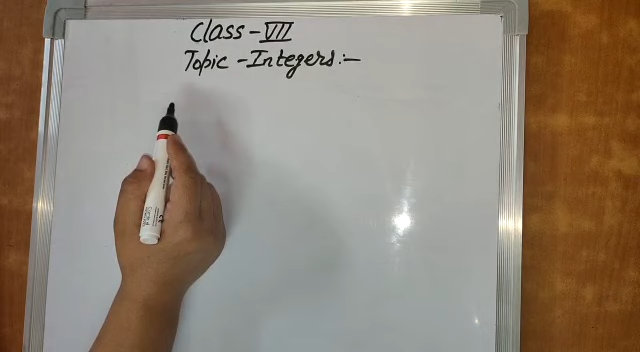 Class - VII
Topic - Integers :-